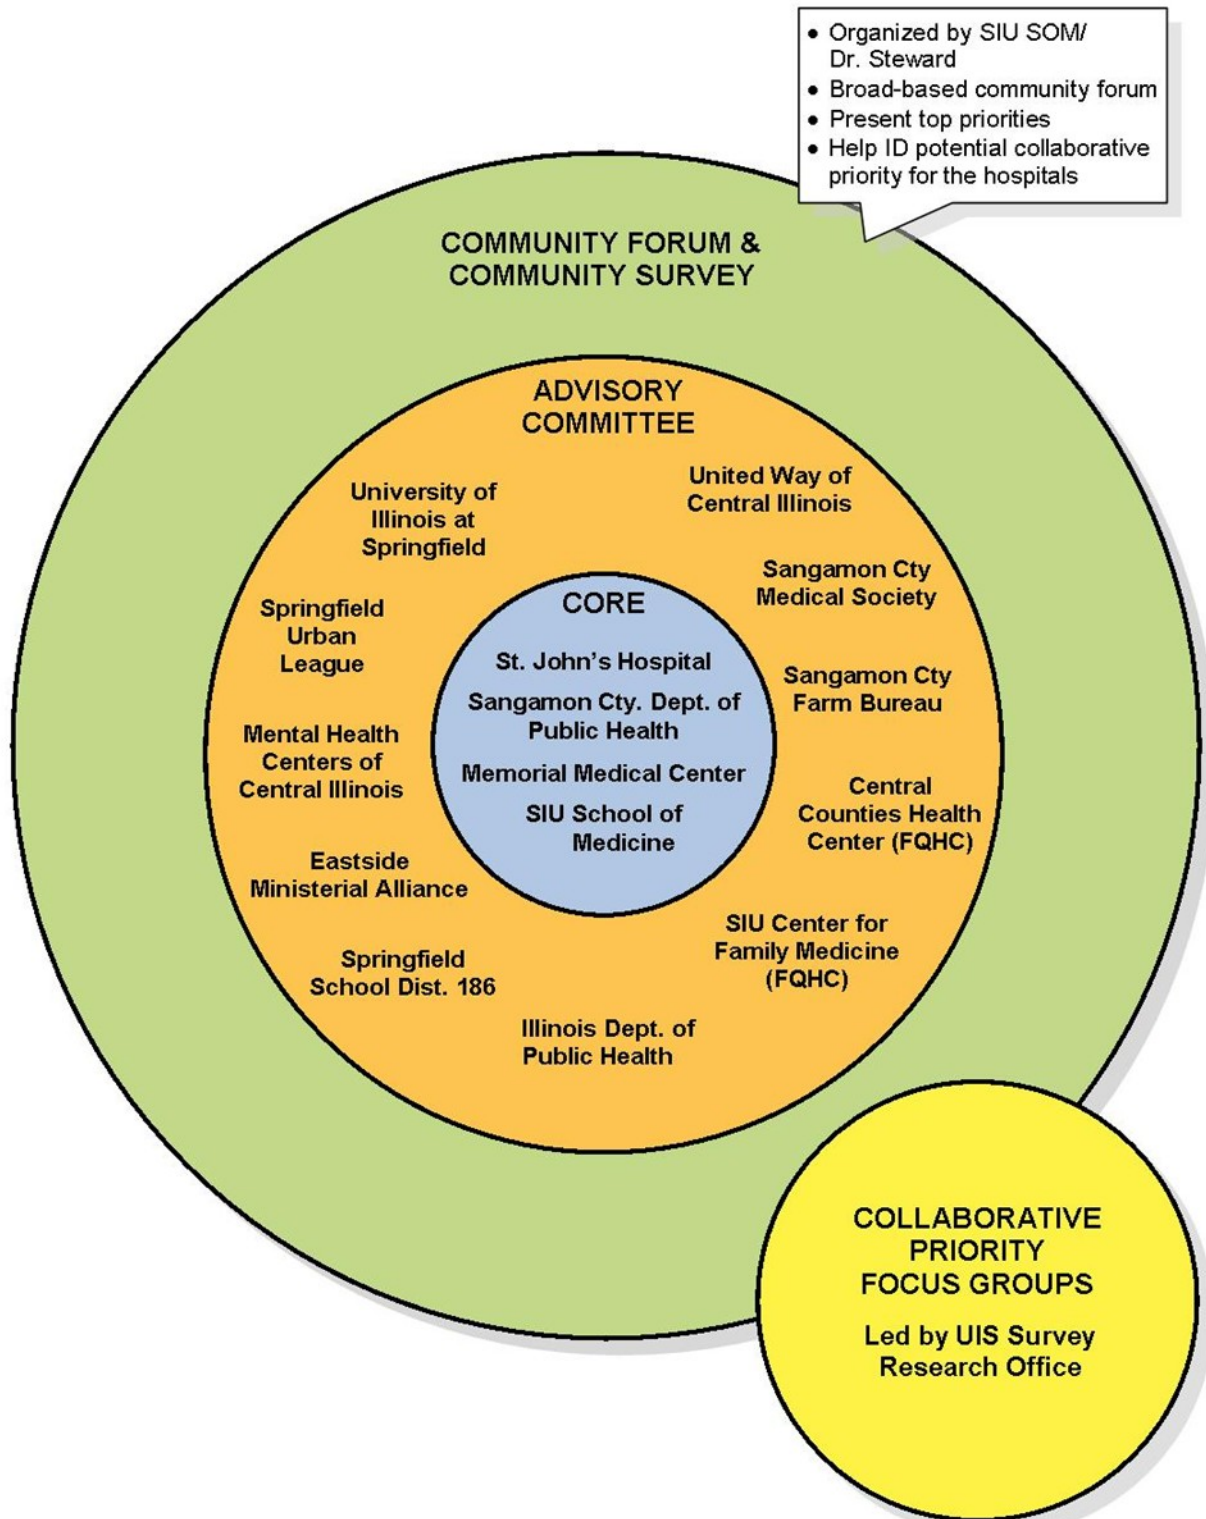 • Organized by SIU SOM/
Dr. Steward
• Broad-based community forum
• Present top priorities
• Help ID potential collaborative
priority for the hospitals
COMMUNITY FORUM &
COMMUNITY SURVEY
ADVISORY
COMMITTEE
University of
Illinois at
Springfield
United Way of
Central Illinois
Springfield
Urban
League
Sangamon Cty
Medical Society
Mental Health
Centers of
Central Illinois
Sangamon Cty
Farm Bureau
Eastside
Ministerial Alliance
Central
Counties Health
Center (FQHC)
Springfield
School Dist. 186
SIU Center for
Family Medicine
(FQHC)
Illinois Dept. of
Public Health
CORE
St. John's Hospital
Sangamon Cty. Dept. of
Public Health
Memorial Medical Center
SIU School of
Medicine
COLLABORATIVE
PRIORITY
FOCUS GROUPS
Led by UIS Survey
Research Office